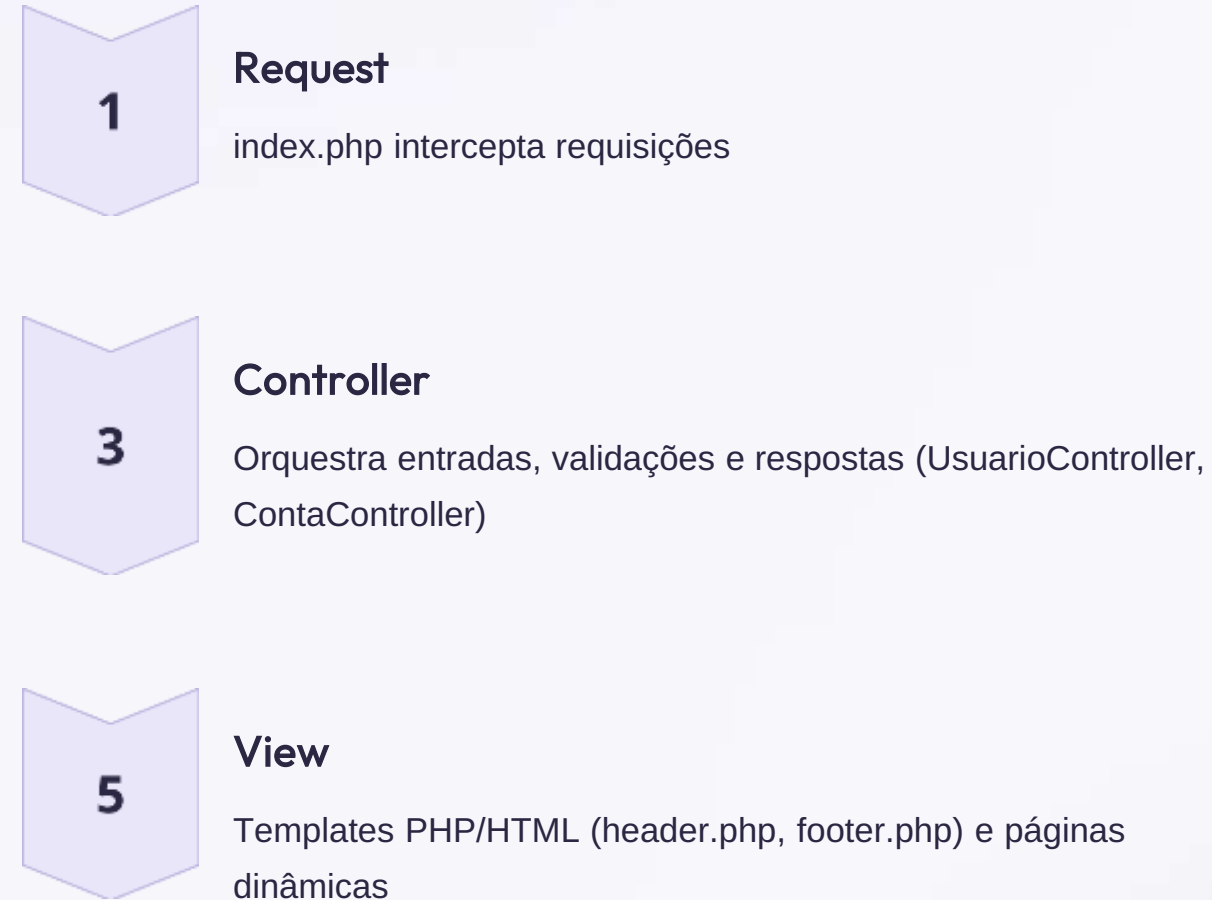 1
Request
index.php intercepta requisições
3
Controller
Orquestra entradas, validações e respostas (UsuarioController,
ContaController)
5
View
Templates PHP/HTML (header.php, footer.php) e páginas
dinâmicas